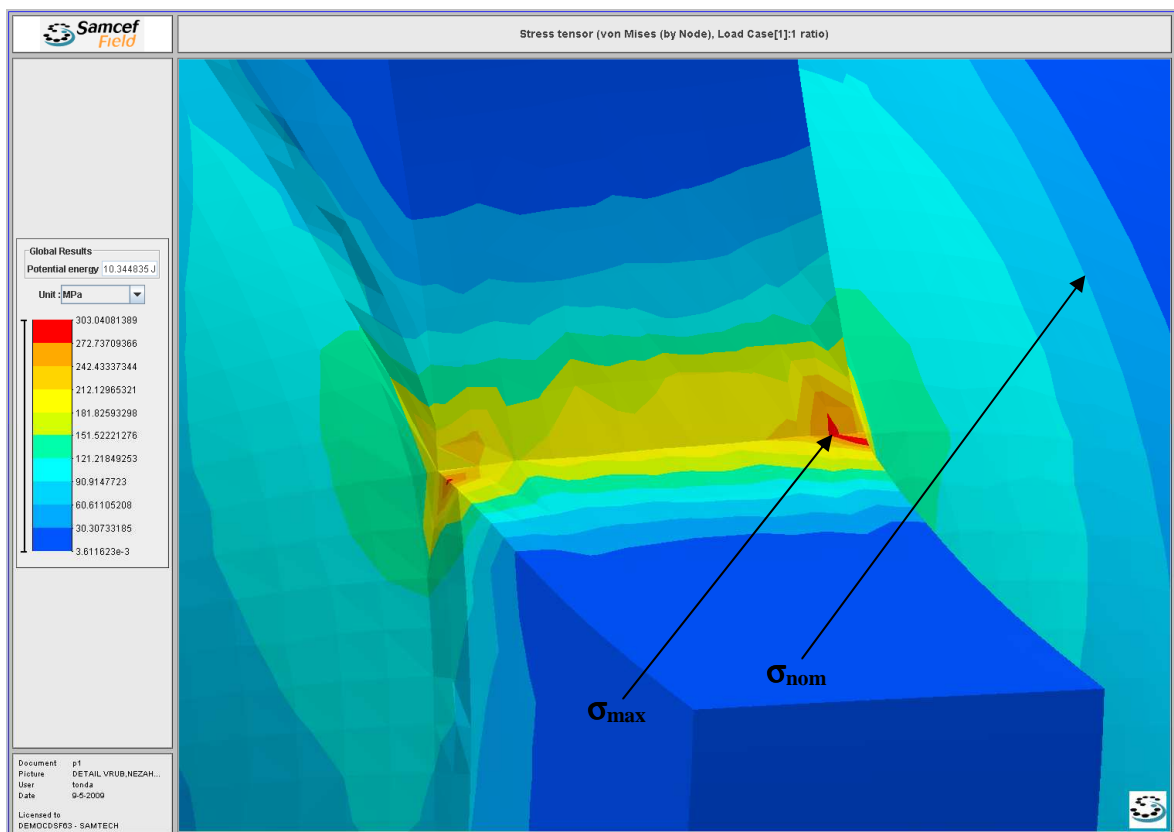 Samcef
Field
Stress tensor (von Mises (by Node), Load Case[1]:1 ratio)
Global Results
Potential energy 10.344835 J
Unit : MPa
303.04081389
272.73709366
242.43337344
212.12965321
181.82593298
151.52221276
121.21849253
90.9147723
60.61105208
30.30733185
3.611623e-3
σmax
σnom
Document p1
Picture DETAIL VRUB,NEZAH...
User tonda
Date 9-5-2009
Licensed to
DEMOCDSF63 - SAMTECH